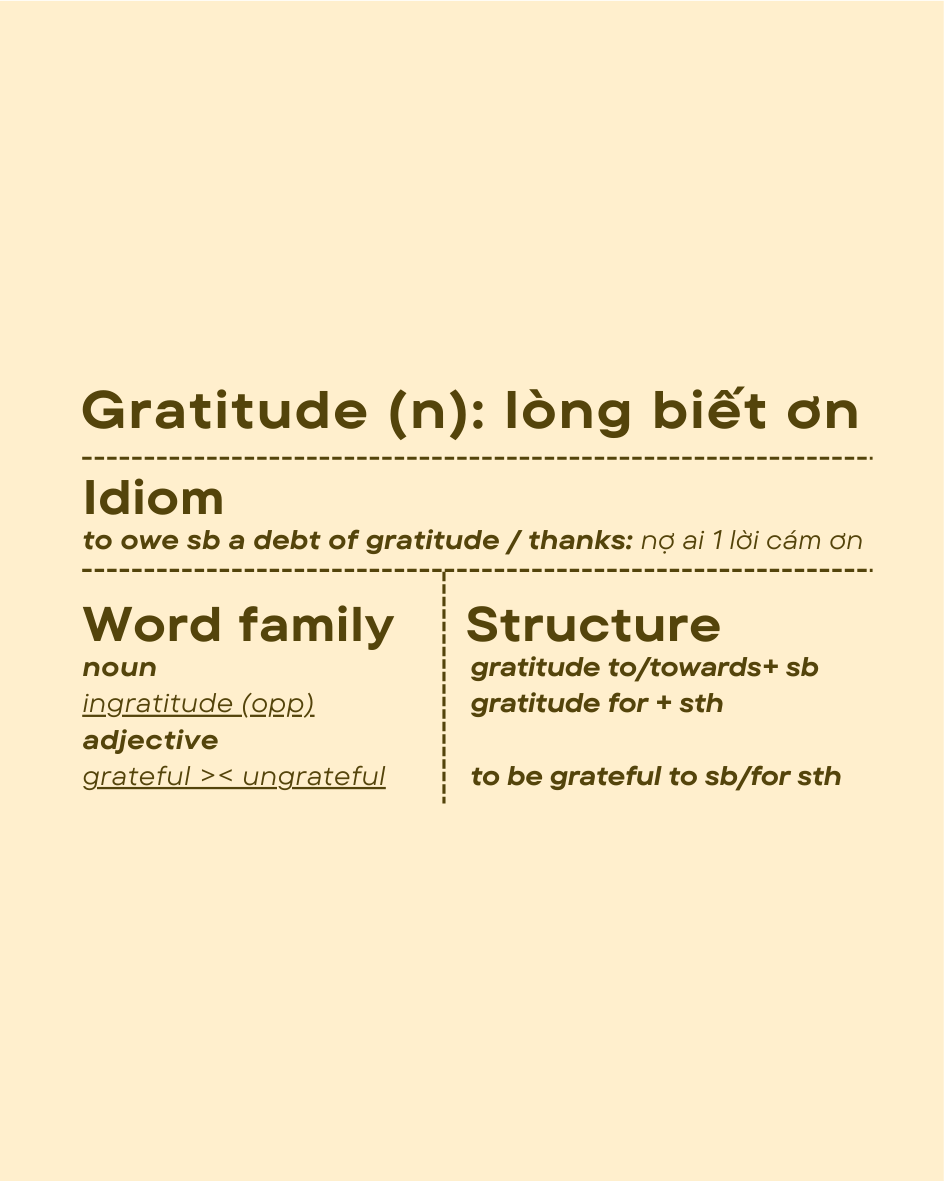 Gratitude (n): lòng biết ơn
Idiom
to owe sb a debt of gratitude / thanks: nợ ai 1 lời cám ơn
Word family
noun
ingratitude (opp)
adjective
grateful >< ungrateful
Structure
gratitude to/towards+ sb
gratitude for + sth
to be grateful to sb/for sth